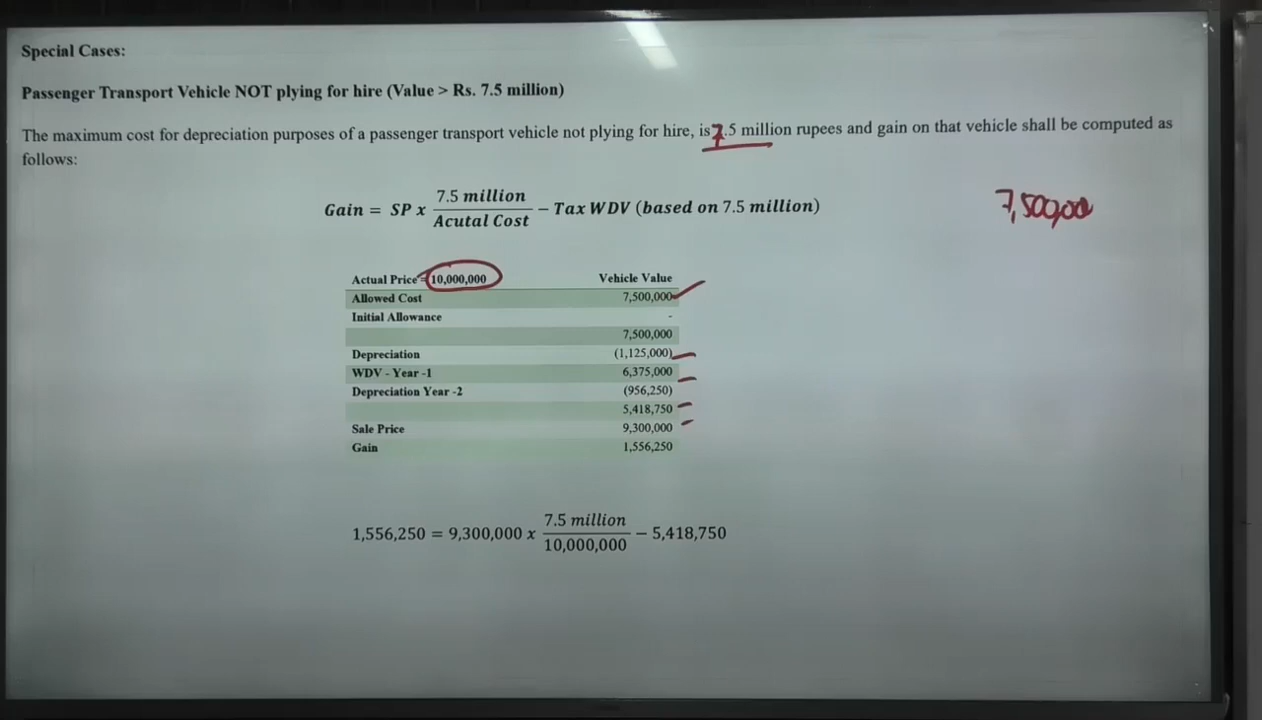 Special Cases:
Passenger Transport Vehicle NOT plying for hire (Value > Rs. 7.5 million)
The maximum cost for depreciation purposes of a passenger transport vehicle not plying for hire, is 7.5 million rupees and gain on that vehicle shall be computed as
follows:
Gain = SP x 7.5 million / Acutal Cost − Tax WDV (based on 7.5 million)
7,500,000
Actual Price= 10,000,000 Vehicle Value
Allowed Cost 7,500,000
Initial Allowance -
7,500,000
Depreciation (1,125,000)
WDV - Year -1 6,375,000
Depreciation Year -2 (956,250)
5,418,750
Sale Price 9,300,000
Gain 1,556,250
1,556,250 = 9,300,000 x 7.5 million / 10,000,000 − 5,418,750